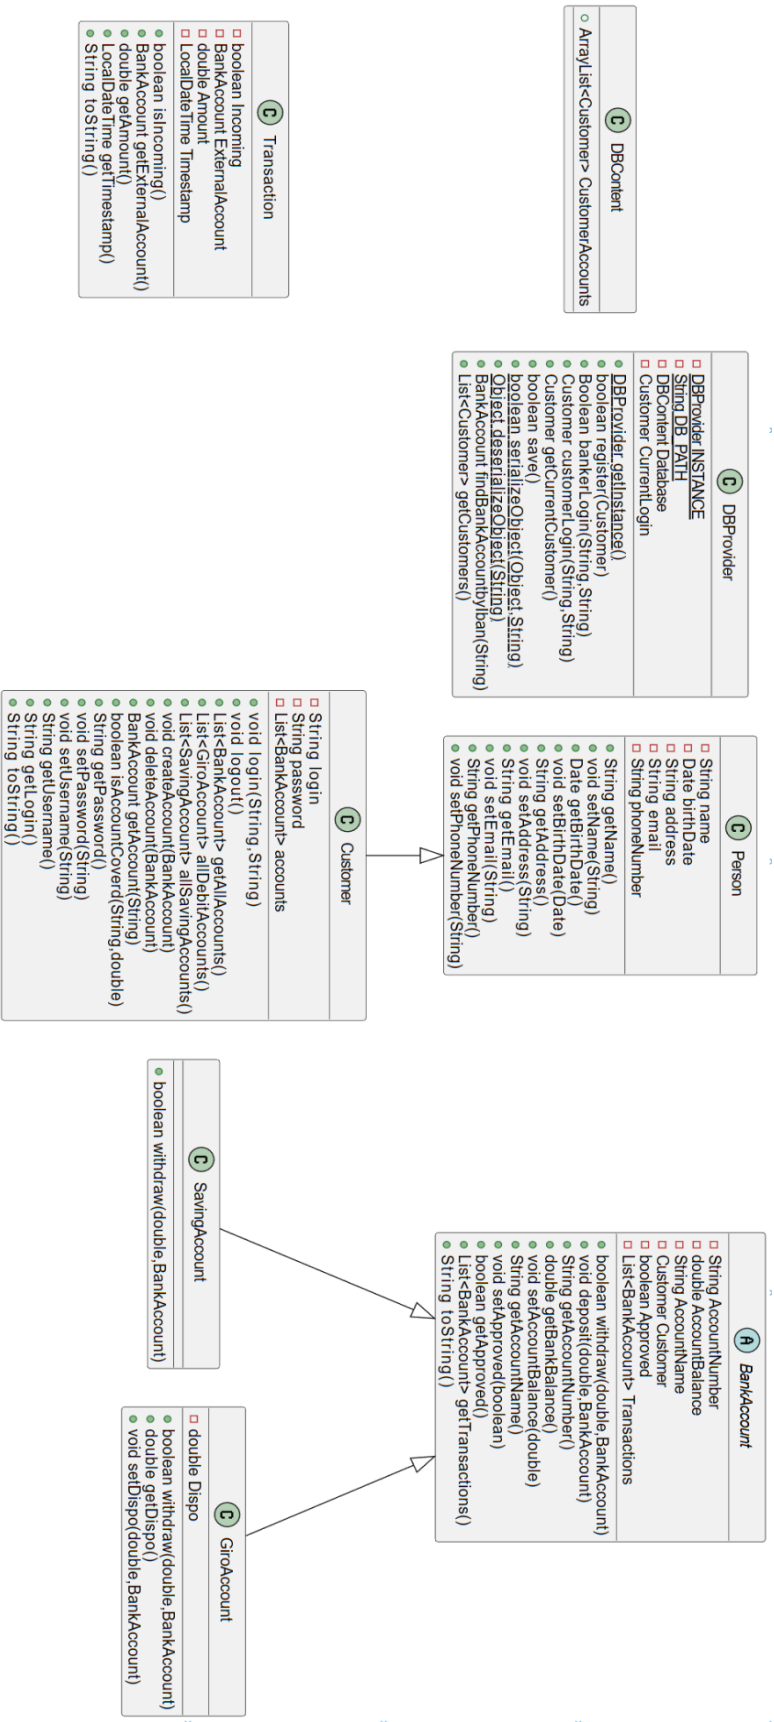 DBContent
ArrayList<Customer> CustomerAccounts
Transaction
boolean Incoming
BankAccount ExternalAccount
double Amount
LocalDateTime Timestamp
boolean isIncoming()
BankAccount getExternalAccount()
double getAmount()
LocalDateTime getTimestamp()
String toString()
DBProvider
DBProvider INSTANCE
String DB_PATH
DBContent Database
Customer CurrentLogin
DBProvider getInstance()
boolean register(Customer)
Boolean bankerLogin(String,String)
Customer customerLogin(String,String)
Customer getCurrentCustomer()
boolean save()
boolean serializeObject(Object,String)
Object deserializeObject(String)
BankAccount findBankAccountbyIban(String)
List<Customer> getCustomers()
Person
String name
Date birthDate
String address
String email
String phoneNumber
String getName()
void setName(String)
Date getBirthDate()
void setBirthDate(Date)
String getAddress()
void setAddress(String)
String getEmail()
void setEmail(String)
String getPhoneNumber()
void setPhoneNumber(String)
Customer
String login
String password
List<BankAccount> accounts
void login(String,String)
void logout()
List<BankAccount> getAllAccounts()
List<GiroAccount> allDebitAccounts()
List<SavingAccount> allSavingAccounts()
void createAccount(BankAccount)
void deleteAccount(BankAccount)
BankAccount getAccount(String)
boolean isAccountCoverd(String,double)
String getPassword()
void setPassword(String)
void setUsername(String)
String getUsername()
String getLogin()
String toString()
BankAccount
String AccountNumber
double AccountBalance
String AccountName
Customer Customer
boolean Approved
List<BankAccount> Transactions
boolean withdraw(double,BankAccount)
void deposit(double,BankAccount)
String getAccountNumber()
double getBankBalance()
void setAccountBalance(double)
String getAccountName()
void setApproved(boolean)
boolean getApproved()
List<BankAccount> getTransactions()
String toString()
SavingAccount
boolean withdraw(double,BankAccount)
GiroAccount
double Dispo
boolean withdraw(double,BankAccount)
double getDispo()
void setDispo(double,BankAccount)